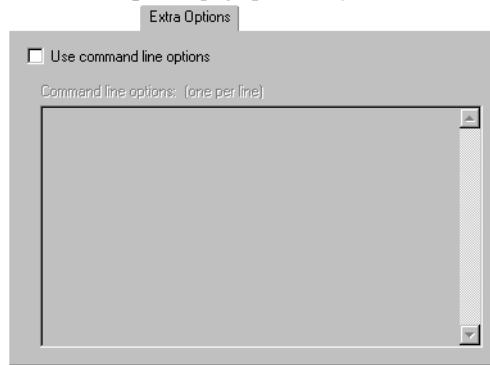 Extra Options
Use command line options
Command line options: (one per line)